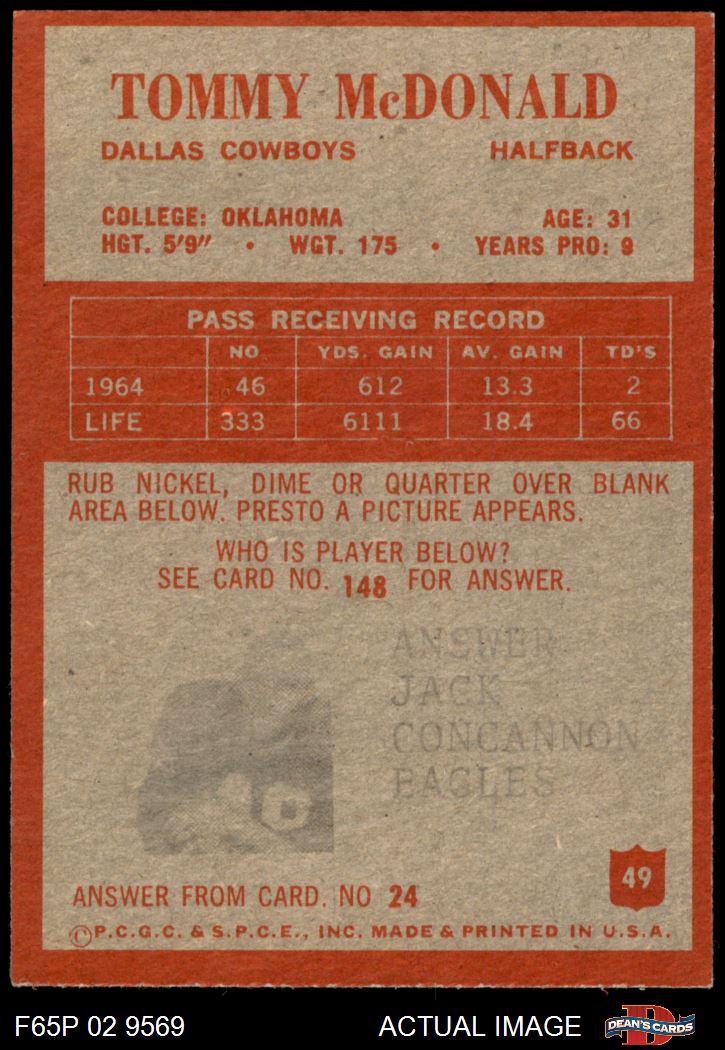 TOMMY McDONALD
DALLAS COWBOYS HALFBACK
COLLEGE: OKLAHOMA AGE: 31
HGT. 5'9" • WGT. 175 • YEARS PRO: 9
PASS RECEIVING RECORD
NO YDS. GAIN AV. GAIN TD'S
1964 46 612 13.3 2
LIFE 333 6111 18.4 66
RUB NICKEL, DIME OR QUARTER OVER BLANK
AREA BELOW. PRESTO A PICTURE APPEARS.
WHO IS PLAYER BELOW?
SEE CARD NO. 148 FOR ANSWER.
ANSWER
JACK
CONCANNON
EAGLES
49
ANSWER FROM CARD. NO 24
©P.C.G.C. & S.P.C.E., INC. MADE & PRINTED IN U.S.A.
F65P 02 9569 ACTUAL IMAGE
D
DEAN'S CARDS